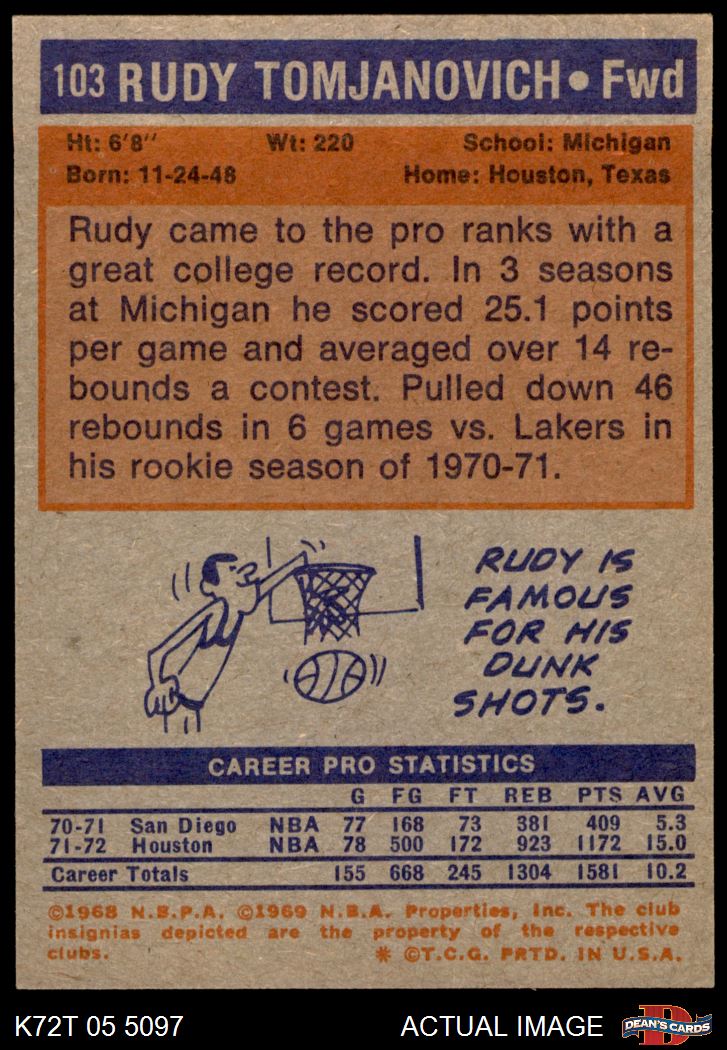 103 RUDY TOMJANOVICH • Fwd
Ht: 6'8" Wt: 220 School: Michigan
Born: 11-24-48 Home: Houston, Texas
Rudy came to the pro ranks with a
great college record. In 3 seasons
at Michigan he scored 25.1 points
per game and averaged over 14 re-
bounds a contest. Pulled down 46
rebounds in 6 games vs. Lakers in
his rookie season of 1970-71.
RUDY IS
FAMOUS
FOR HIS
DUNK
SHOTS.
CAREER PRO STATISTICS
G FG FT REB PTS AVG
70-71 San Diego NBA 77 168 73 381 409 5.3
71-72 Houston NBA 78 500 172 923 1172 15.0
Career Totals 155 668 245 1304 1581 10.2
©1968 N.B.P.A. ©1969 N.B.A. Properties, Inc. The club
insignias depicted are the property of the respective
clubs. * ©T.C.G. PRTD. IN U.S.A.
K72T 05 5097 ACTUAL IMAGE D DEAN'S CARDS